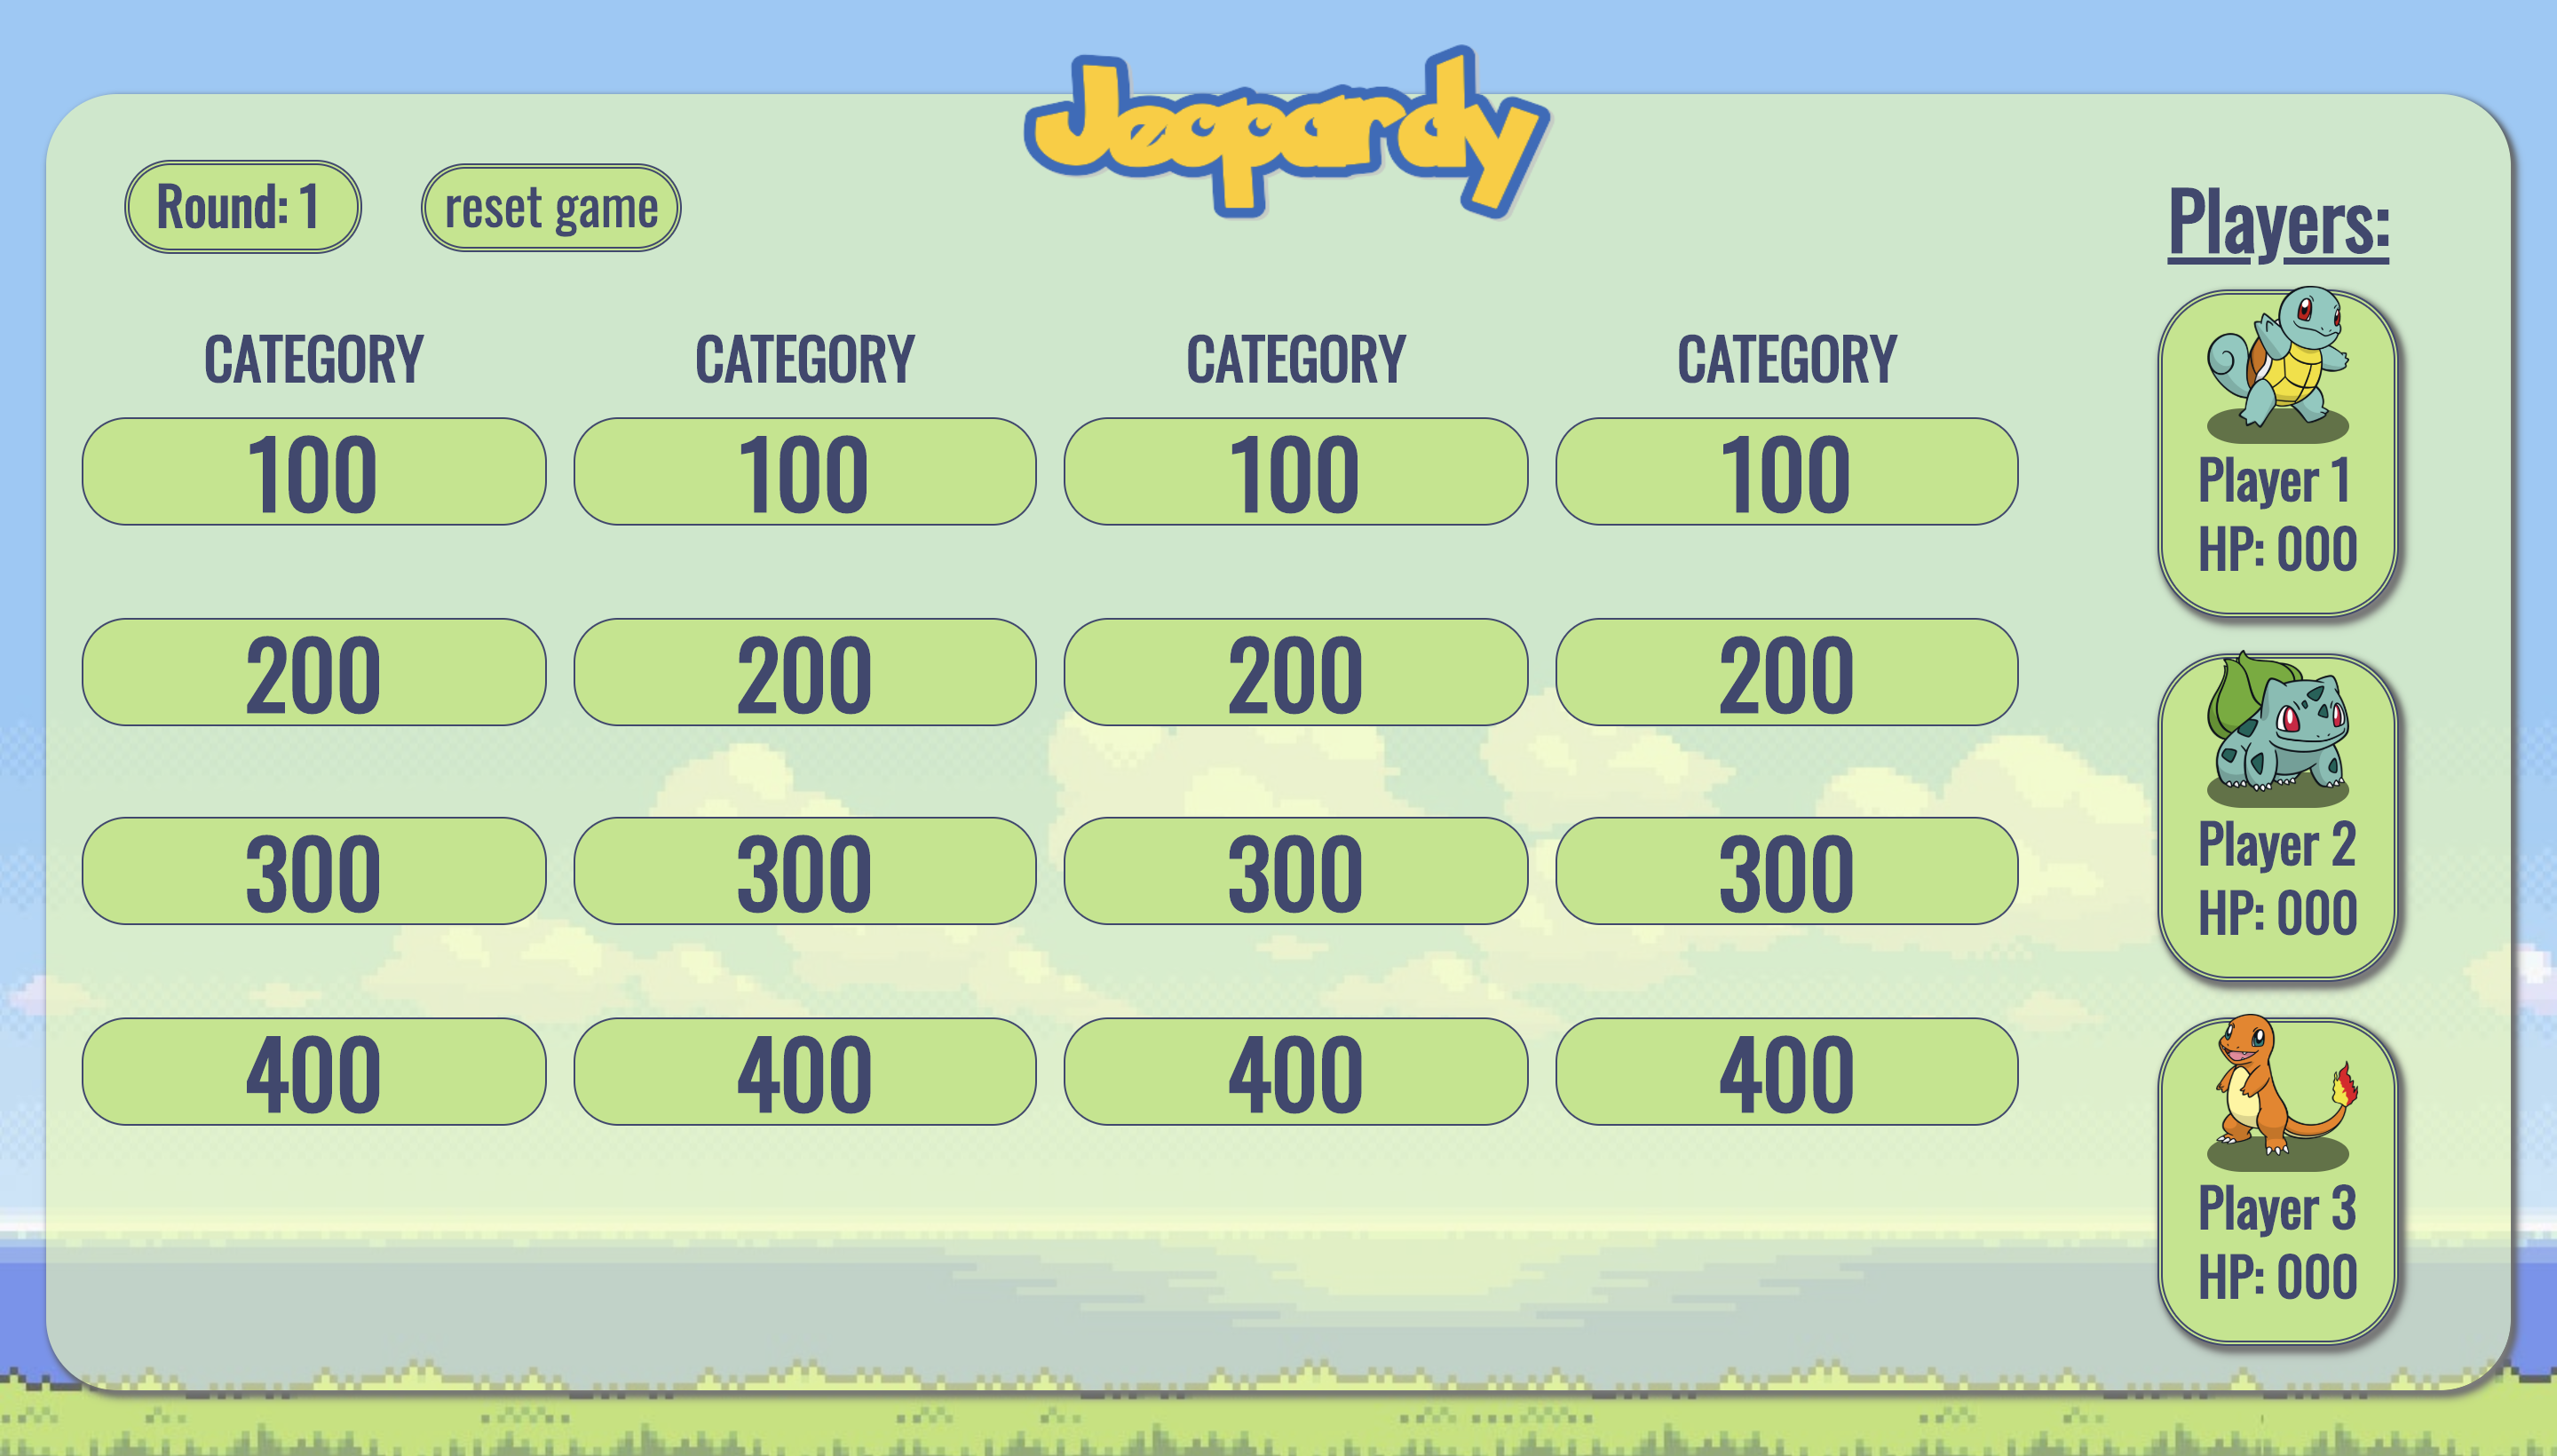 Jeopardy
Round: 1
reset game
Players:
CATEGORY CATEGORY CATEGORY CATEGORY
100 100 100 100
200 200 200 200
300 300 300 300
400 400 400 400
Player 1
HP: 000
Player 2
HP: 000
Player 3
HP: 000